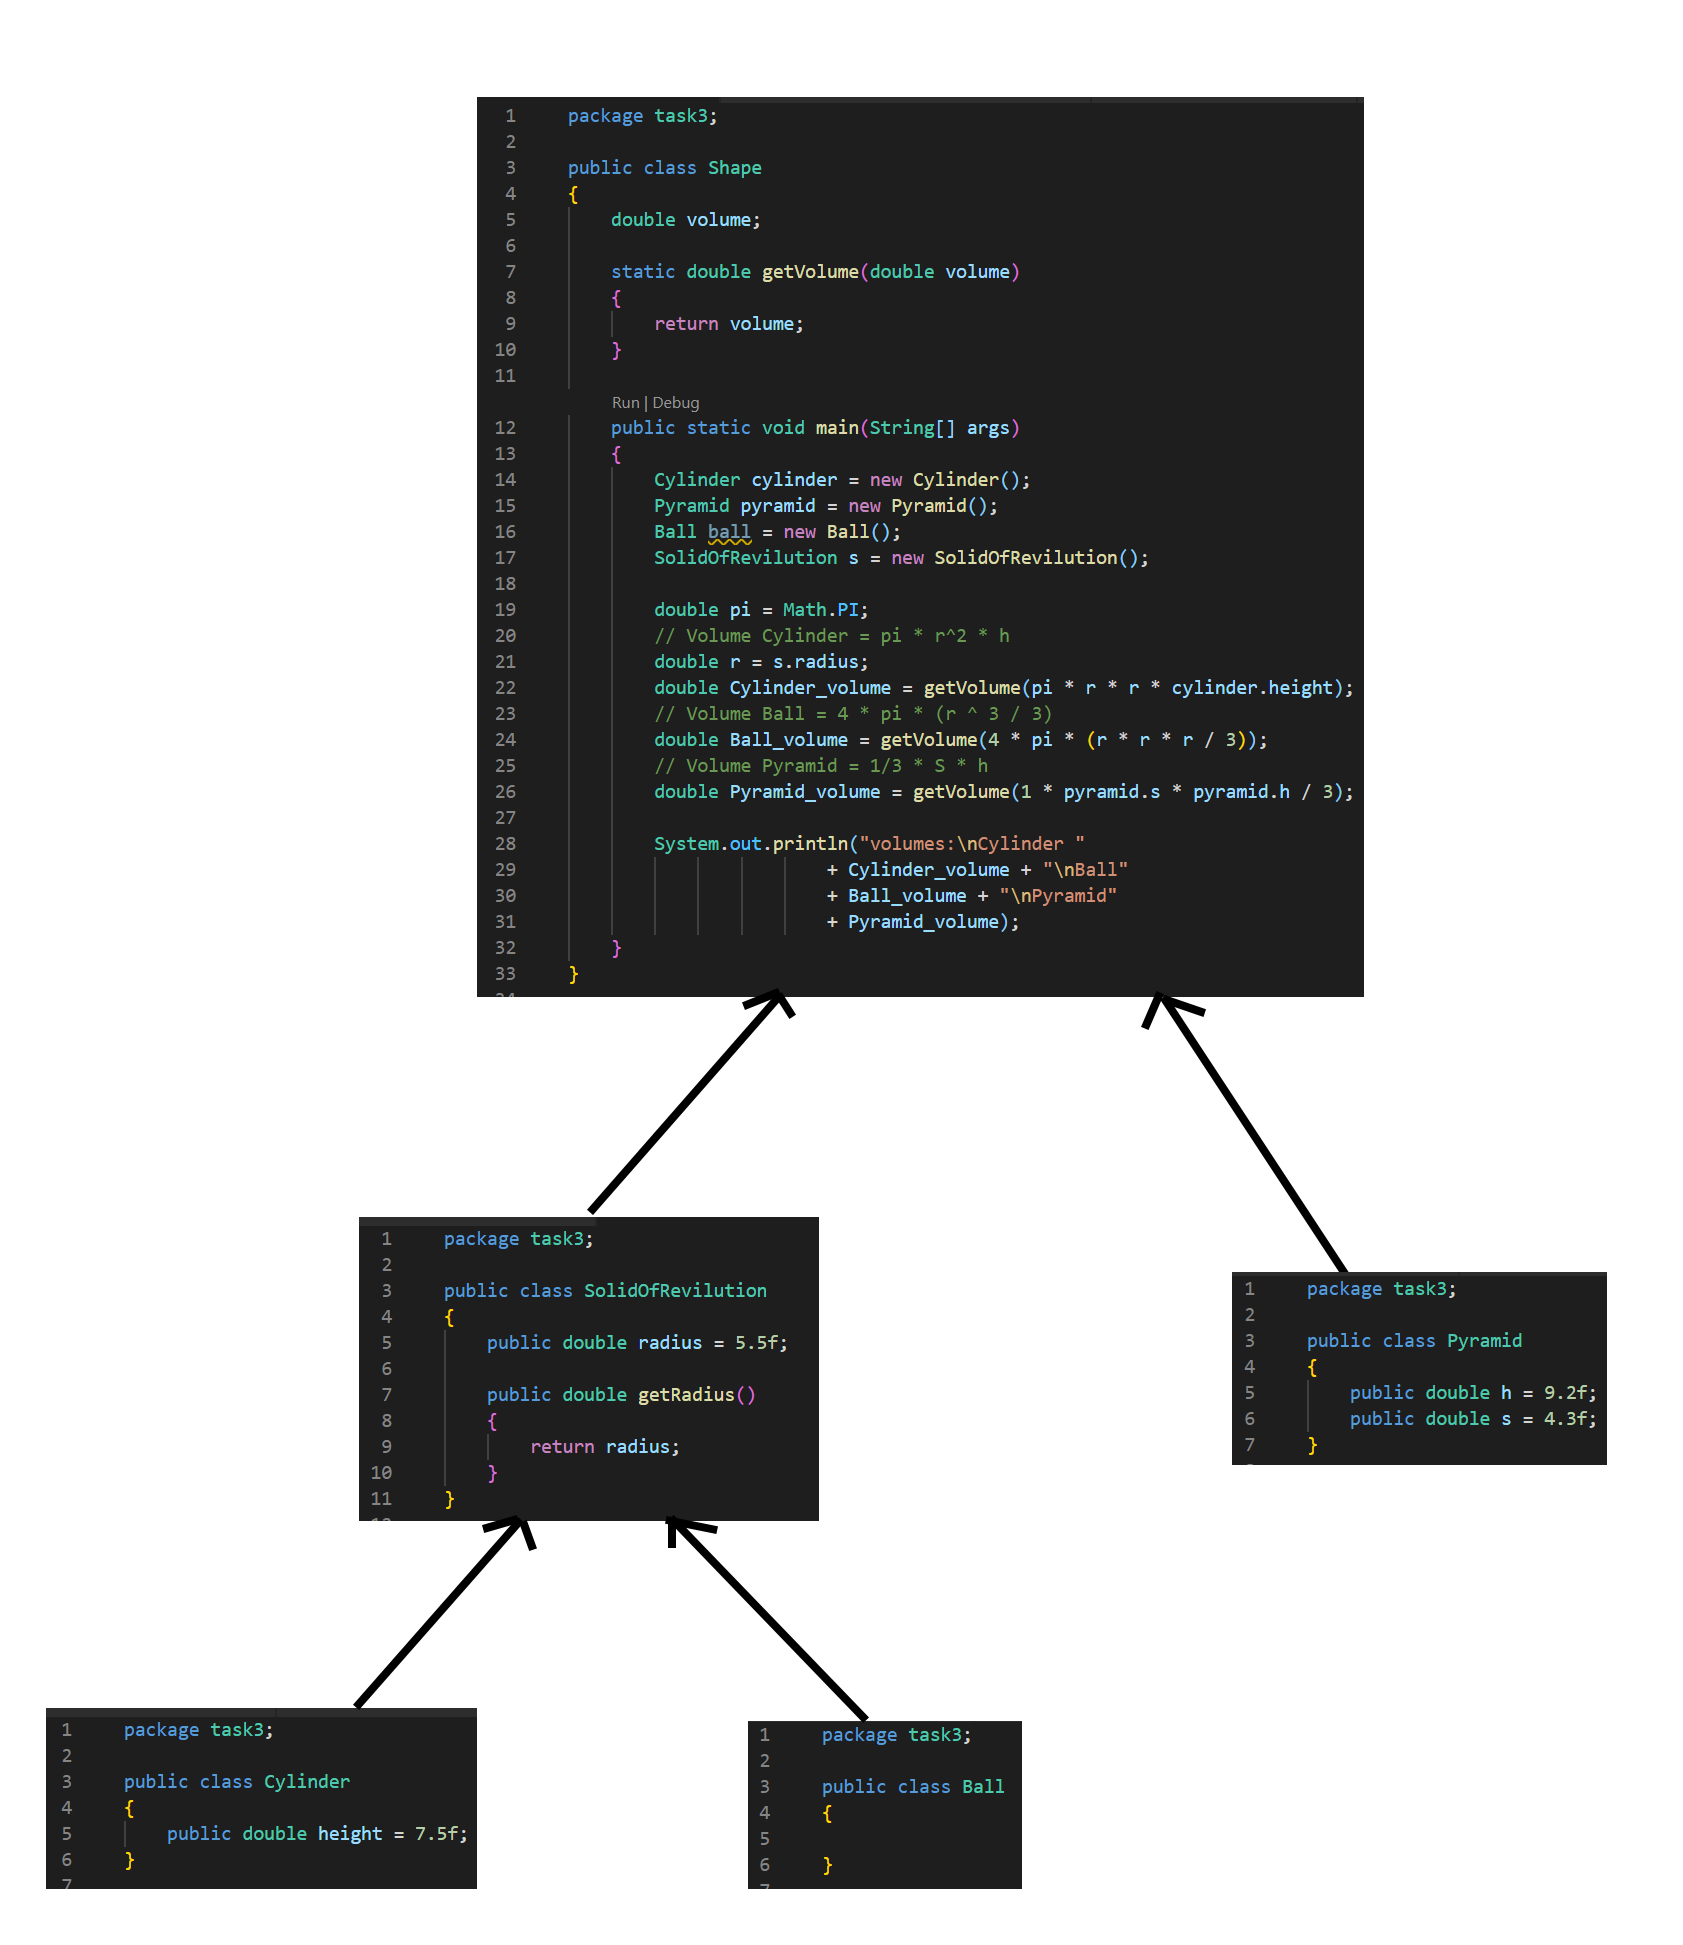 1 package task3;
2
3 public class Shape
4 {
5 double volume;
6
7 static double getVolume(double volume)
8 {
9 return volume;
10 }
11
Run | Debug
12 public static void main(String[] args)
13 {
14 Cylinder cylinder = new Cylinder();
15 Pyramid pyramid = new Pyramid();
16 Ball ball = new Ball();
17 SolidOfRevilution s = new SolidOfRevilution();
18
19 double pi = Math.PI;
20 // Volume Cylinder = pi * r^2 * h
21 double r = s.radius;
22 double Cylinder_volume = getVolume(pi * r * r * cylinder.height);
23 // Volume Ball = 4 * pi * (r ^ 3 / 3)
24 double Ball_volume = getVolume(4 * pi * (r * r * r / 3));
25 // Volume Pyramid = 1/3 * S * h
26 double Pyramid_volume = getVolume(1 * pyramid.s * pyramid.h / 3);
27
28 System.out.println("volumes:\nCylinder "
29 + Cylinder_volume + "\nBall"
30 + Ball_volume + "\nPyramid"
31 + Pyramid_volume);
32 }
33 }
1 package task3;
2
3 public class SolidOfRevilution
4 {
5 public double radius = 5.5f;
6
7 public double getRadius()
8 {
9 return radius;
10 }
11 }
1 package task3;
2
3 public class Pyramid
4 {
5 public double h = 9.2f;
6 public double s = 4.3f;
7 }
1 package task3;
2
3 public class Cylinder
4 {
5 public double height = 7.5f;
6 }
7
1 package task3;
2
3 public class Ball
4 {
5
6 }